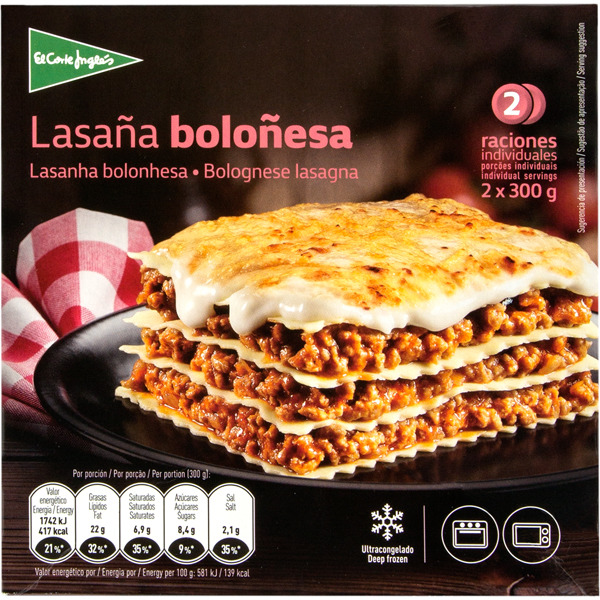 El Corte Inglés
Lasaña boloñesa
Lasanha bolonhesa • Bolognese lasagna
2
raciones
individuales
porções individuais
individual servings
2 x 300 g
Sugerencia de presentación / Sugestão de apresentação / Serving suggestion
Por porción / Por porção / Per portion (300 g):
Valor
energético
Energia / Energy
1742 kJ
417 kcal
21%*
Grasas
Lípidos
Fat
22 g
32%*
Saturadas
Saturados
Saturates
6,9 g
35%*
Azúcares
Açúcares
Sugars
8,4 g
9%*
Sal
Salt
2,1 g
35%*
Valor energético por / Energia por / Energy per 100 g: 581 kJ / 139 kcal
Ultracongelado
Deep frozen